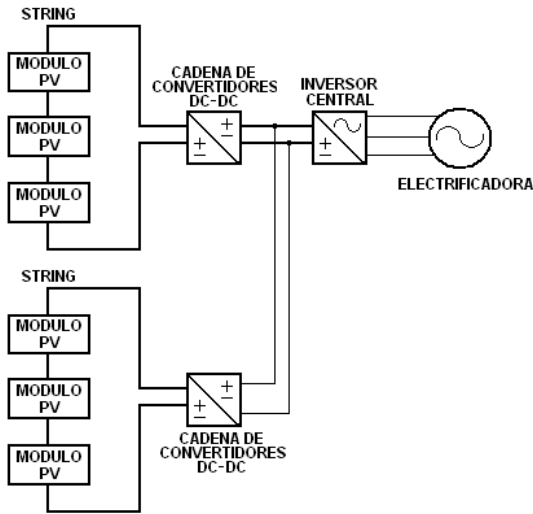 STRING
MODULO
PV
MODULO
PV
MODULO
PV
CADENA DE
CONVERTIDORES
DC-DC
INVERSOR
CENTRAL
ELECTRIFICADORA
STRING
MODULO
PV
MODULO
PV
MODULO
PV
CADENA DE
CONVERTIDORES
DC-DC